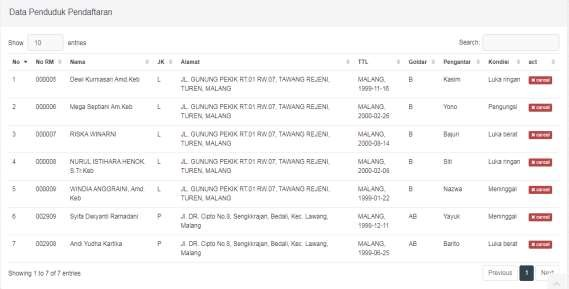 Data Penduduk Pendaftaran
Show 10 entries Search:
No No RM Nama JK Alamat TTL Goldar Pengantar Kondisi act
1 000005 Dewi Kurniasari Amd.Keb L JL. GUNUNG PEKIK RT.01 RW.07, TAWANG REJENI, MALANG, B Kasim Luka ringan cancel
TUREN, MALANG 1999-11-16
2 000006 Mega Septiani Am.Keb L JL. GUNUNG PEKIK RT.01 RW.07, TAWANG REJENI, MALANG, B Yono Pengungsi cancel
TUREN, MALANG 2000-02-26
3 000007 RISKA WINARNI L JL. GUNUNG PEKIK RT.01 RW.07, TAWANG REJENI, MALANG, B Bajuri Luka berat cancel
TUREN, MALANG 2000-08-14
4 000008 NURUL ISTIHARA HENOK. L JL. GUNUNG PEKIK RT.01 RW.07, TAWANG REJENI, MALANG, B Siti Luka ringan cancel
S.Tr.Keb TUREN, MALANG 2000-02-06
5 000009 WINDIA ANGGRAINI, Amd. L JL. GUNUNG PEKIK RT.01 RW.07, TAWANG REJENI, MALANG, B Nazwa Meninggal cancel
Keb TUREN, MALANG 1999-01-22
6 002909 Syifa Dwiyanti Ramadani P Jl. DR. Cipto No.8, Sengkkrajan, Bedali, Kec. Lawang, MALANG, AB Yayuk Meninggal cancel
Malang 1999-12-11
7 002908 Andi Yudha Kartika P Jl. DR. Cipto No.8, Sengkkrajan, Bedali, Kec. Lawang, MALANG, AB Barito Luka berat cancel
Malang 1999-06-25
Showing 1 to 7 of 7 entries Previous 1 Next